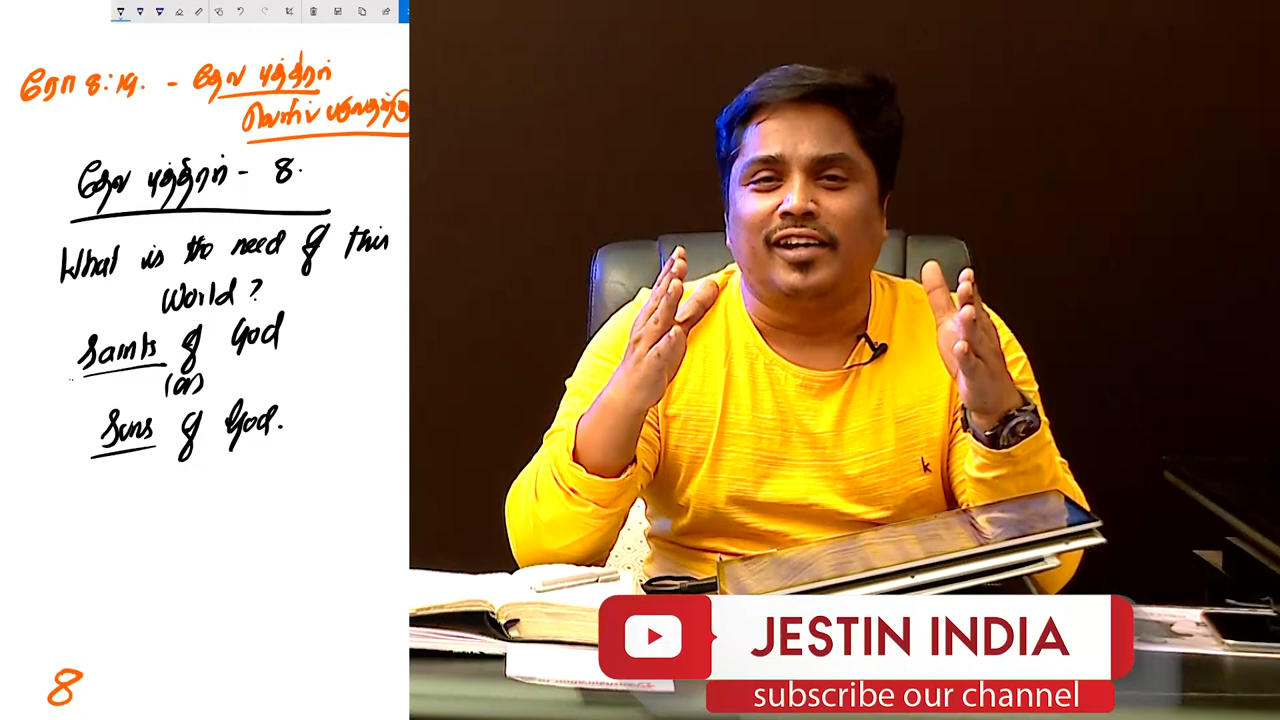 ரோ 8:19. - தேவ புத்திரர்
வெளிப்படுவதற்கு
தேவ புத்திரர் - 8.
What is the need of this
World?
Saints of God
(or)
Sons of God.
8
k
JESTIN INDIA
subscribe our channel